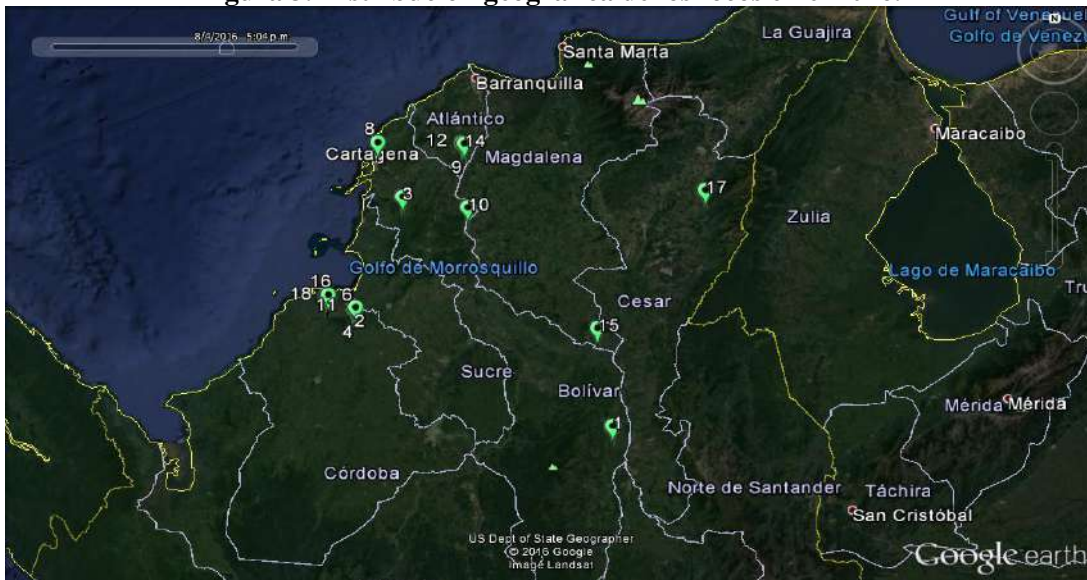 8/4/2016 5:04 p.m.
Gulf of Venezuela
Golfo de Venez
N
La Guajira
Santa Marta
Barranquilla
Maracaibo
Atlántico
8
12
14
Cartagena
9
Magdalena
3
17
10
Zulia
Golfo de Morrosquillo
Lago de Maracaibo
16
18
6
Tru
11
2
Cesar
4
15
Sucre
Bolívar
Mérida
Mérida
1
Córdoba
Norte de Santander
Táchira
San Cristóbal
US Dept of State Geographer
© 2016 Google
Image Landsat
Google earth